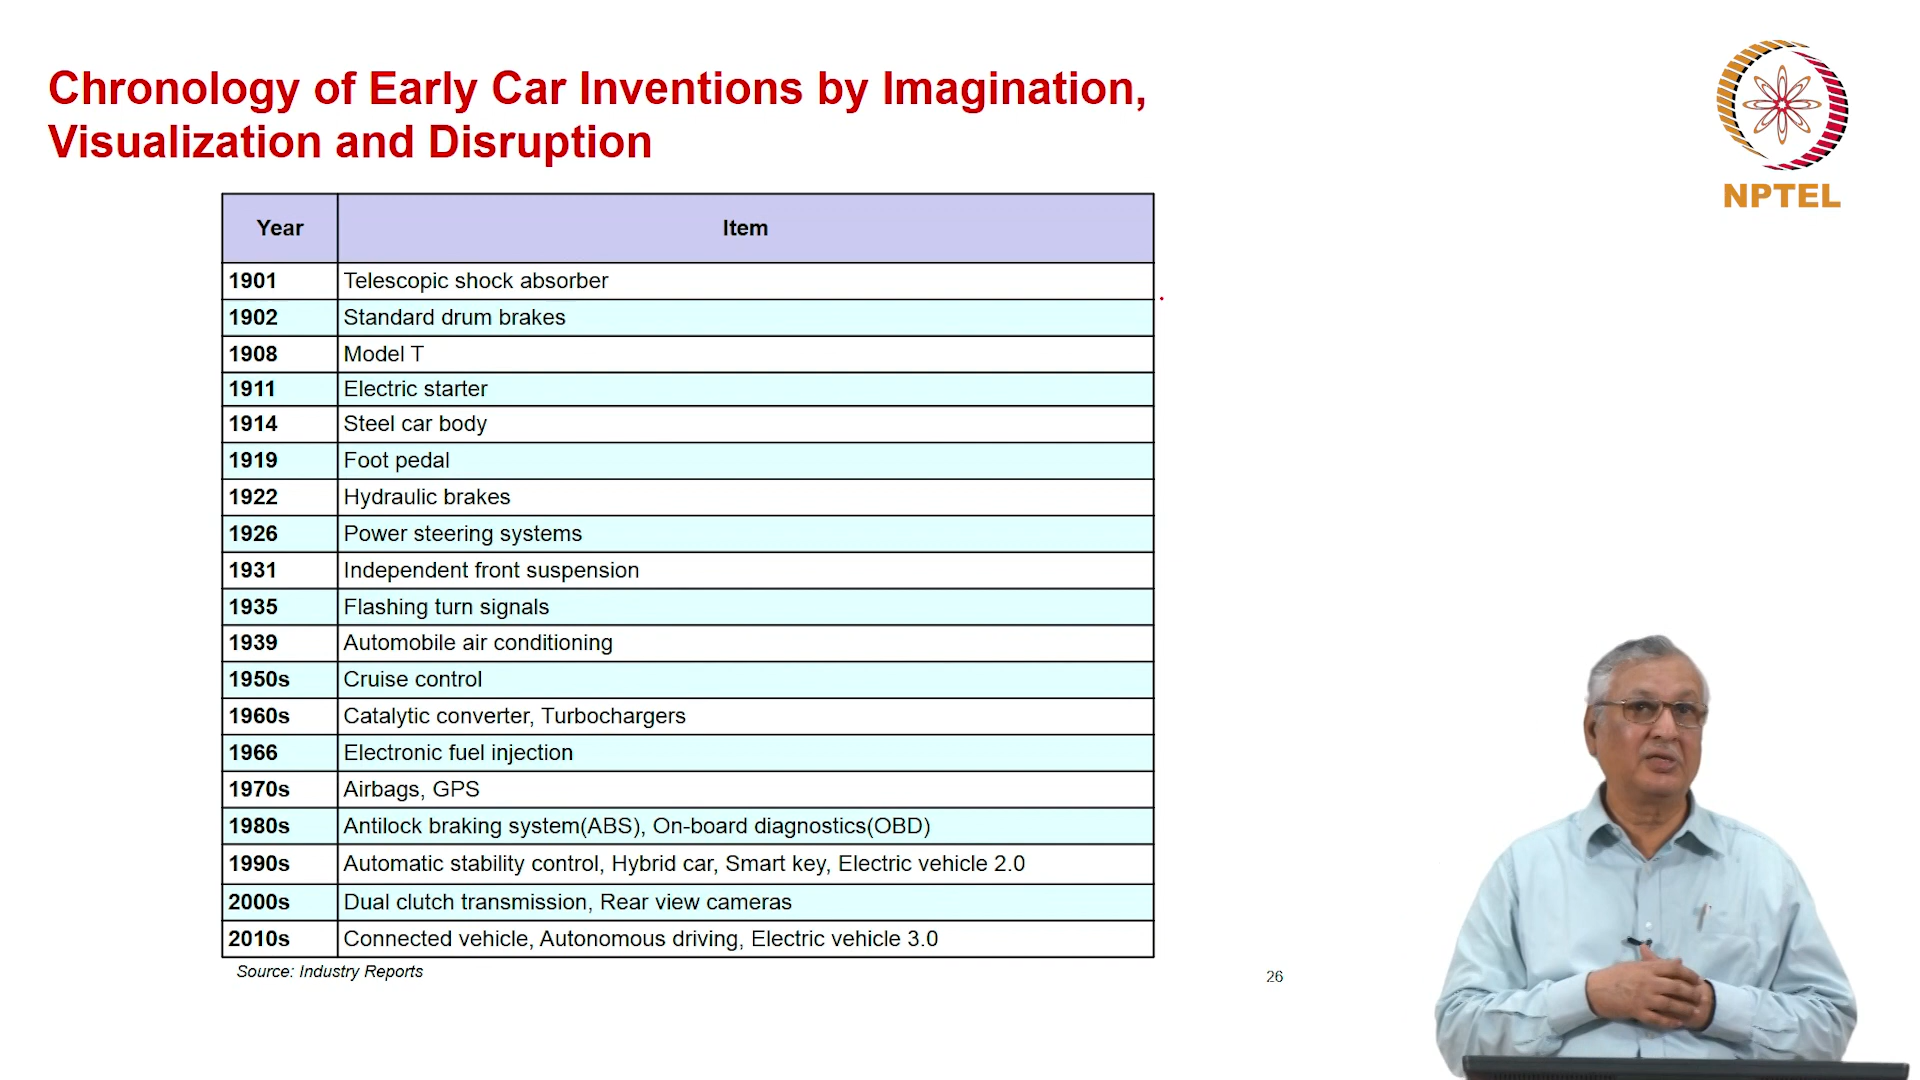 Chronology of Early Car Inventions by Imagination,
Visualization and Disruption
NPTEL
Year Item
1901 Telescopic shock absorber
1902 Standard drum brakes
1908 Model T
1911 Electric starter
1914 Steel car body
1919 Foot pedal
1922 Hydraulic brakes
1926 Power steering systems
1931 Independent front suspension
1935 Flashing turn signals
1939 Automobile air conditioning
1950s Cruise control
1960s Catalytic converter, Turbochargers
1966 Electronic fuel injection
1970s Airbags, GPS
1980s Antilock braking system(ABS), On-board diagnostics(OBD)
1990s Automatic stability control, Hybrid car, Smart key, Electric vehicle 2.0
2000s Dual clutch transmission, Rear view cameras
2010s Connected vehicle, Autonomous driving, Electric vehicle 3.0
Source: Industry Reports
26